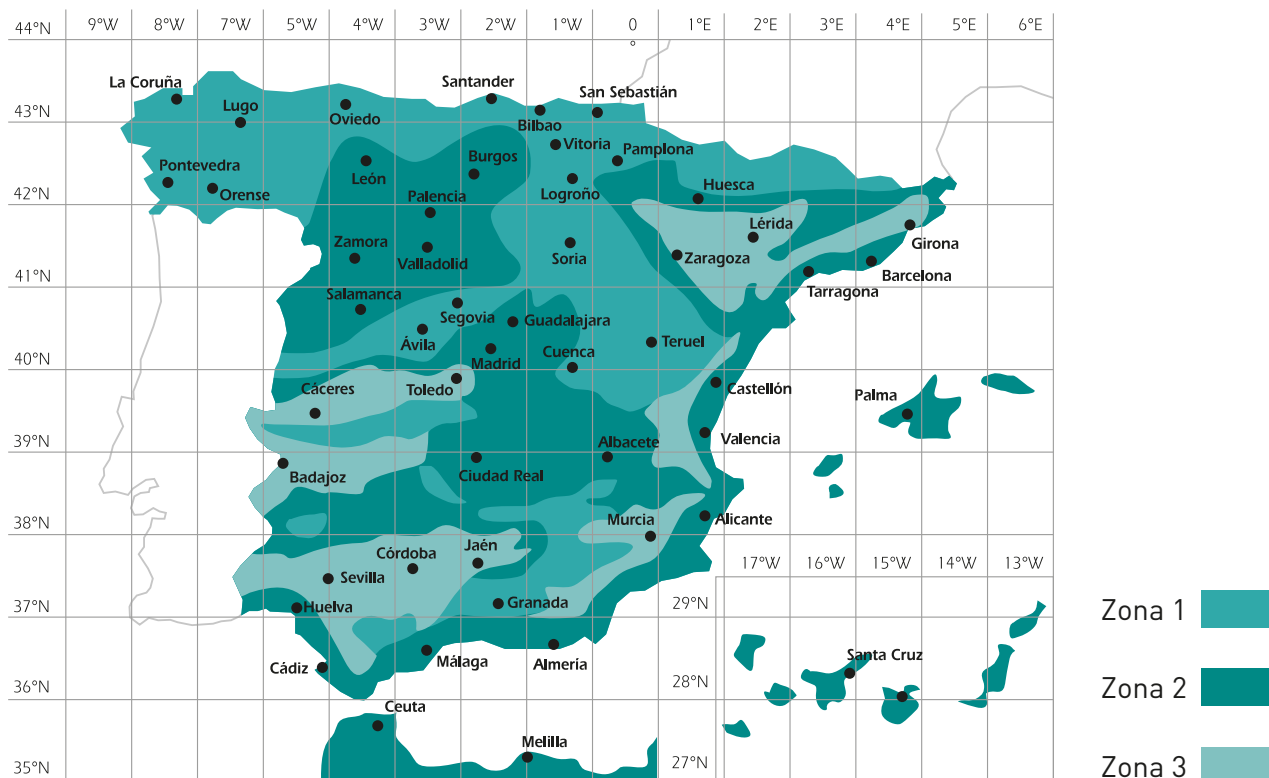 44°N 9°W 8°W 7°W 6°W 5°W 4°W 3°W 2°W 1°W 0° 1°E 2°E 3°E 4°E 5°E 6°E
La Coruña
Santander
San Sebastián
Lugo
Oviedo
43°N
Bilbao
Vitoria
Pamplona
Pontevedra
Burgos
León
Orense
Logroño
Huesca
42°N
Palencia
Lérida
Zamora
Valladolid
Soria
Zaragoza
Girona
41°N
Barcelona
Tarragona
Salamanca
Segovia
Guadalajara
Ávila
Teruel
Madrid
Cuenca
40°N
Cáceres
Toledo
Castellón
Palma
39°N
Albacete
Valencia
Badajoz
Ciudad Real
38°N
Murcia
Alicante
Córdoba
Jaén
17°W 16°W 15°W 14°W 13°W
Sevilla
37°N
Huelva
Granada
29°N
Zona 1
Cádiz
Málaga
Almería
Santa Cruz
36°N
28°N
Zona 2
Ceuta
Melilla
35°N
27°N
Zona 3